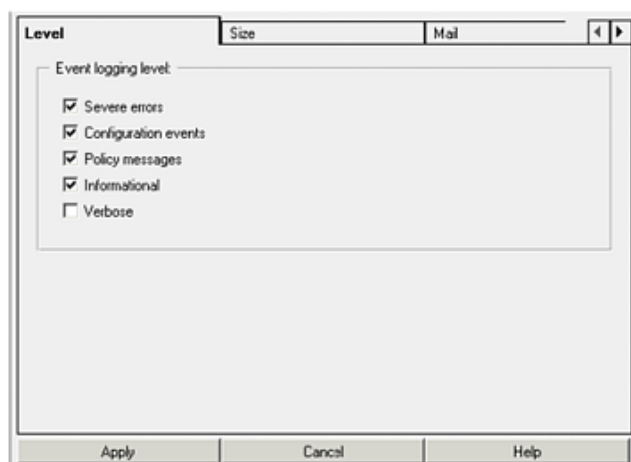 Level
Size
Mail
Event logging level:
Severe errors
Configuration events
Policy messages
Informational
Verbose
Apply
Cancel
Help